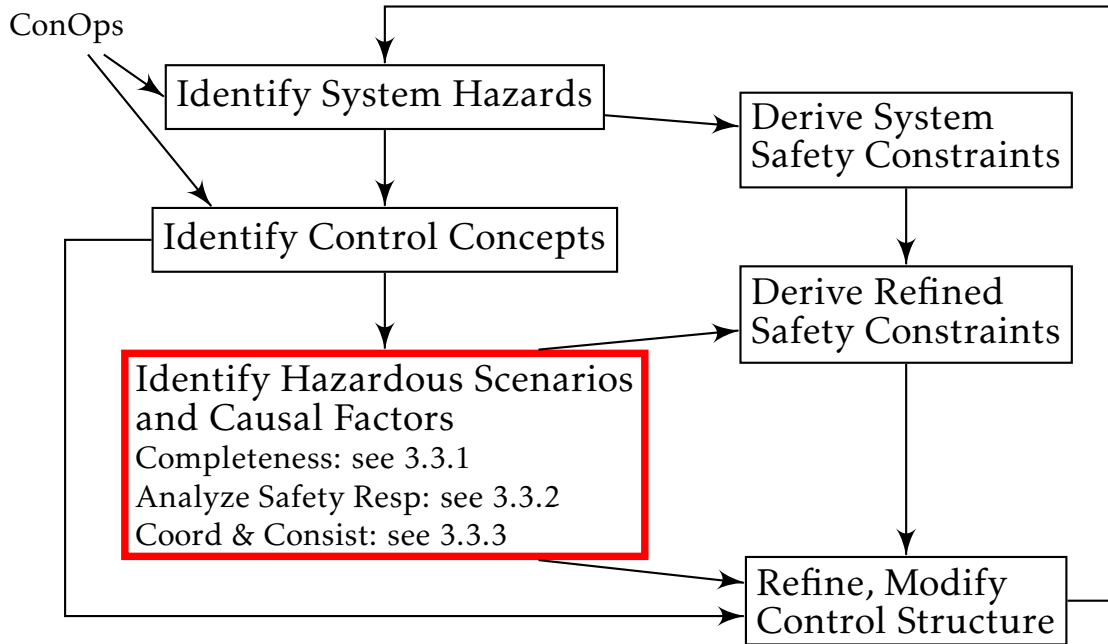 ConOps
Identify System Hazards
Derive System
Safety Constraints
Identify Control Concepts
Derive Refined
Safety Constraints
Identify Hazardous Scenarios
and Causal Factors
Completeness: see 3.3.1
Analyze Safety Resp: see 3.3.2
Coord & Consist: see 3.3.3
Refine, Modify
Control Structure